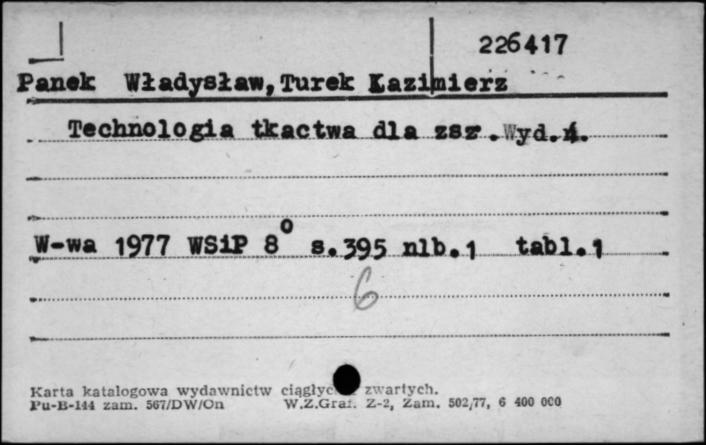 226417
Panek Władysław, Turek Kazimierz
Technologia tkactwa dla zsz. Wyd. 4.
W-wa 1977 WSiP 8° s. 395 nlb. 1 tabl. 1
6
Karta katalogowa wydawnictw zwartych.
Pu-B-144 zam. 567/DW/On W.Z.Graf. Z-2, Zam. 502/77, 6 400 000